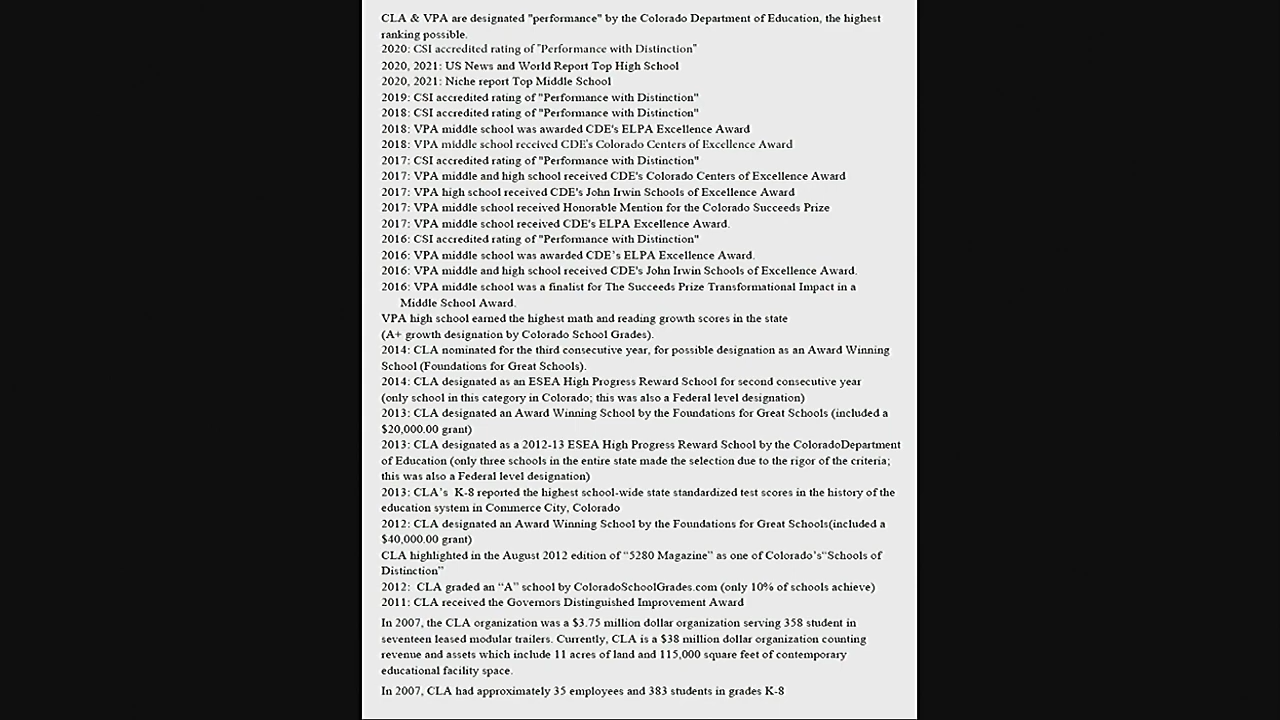 CLA & VPA are designated "performance" by the Colorado Department of Education, the highest
ranking possible.
2020: CSI accredited rating of "Performance with Distinction"
2020, 2021: US News and World Report Top High School
2020, 2021: Niche report Top Middle School
2019: CSI accredited rating of "Performance with Distinction"
2018: CSI accredited rating of "Performance with Distinction"
2018: VPA middle school was awarded CDE's ELPA Excellence Award
2018: VPA middle school received CDE's Colorado Centers of Excellence Award
2017: CSI accredited rating of "Performance with Distinction"
2017: VPA middle and high school received CDE's Colorado Centers of Excellence Award
2017: VPA high school received CDE's John Irwin Schools of Excellence Award
2017: VPA middle school received Honorable Mention for the Colorado Succeeds Prize
2017: VPA middle school received CDE's ELPA Excellence Award.
2016: CSI accredited rating of "Performance with Distinction"
2016: VPA middle school was awarded CDE’s ELPA Excellence Award.
2016: VPA middle and high school received CDE's John Irwin Schools of Excellence Award.
2016: VPA middle school was a finalist for The Succeeds Prize Transformational Impact in a
Middle School Award.
VPA high school earned the highest math and reading growth scores in the state
(A+ growth designation by Colorado School Grades).
2014: CLA nominated for the third consecutive year, for possible designation as an Award Winning
School (Foundations for Great Schools).
2014: CLA designated as an ESEA High Progress Reward School for second consecutive year
(only school in this category in Colorado; this was also a Federal level designation)
2013: CLA designated an Award Winning School by the Foundations for Great Schools (included a
$20,000.00 grant)
2013: CLA designated as a 2012-13 ESEA High Progress Reward School by the ColoradoDepartment
of Education (only three schools in the entire state made the selection due to the rigor of the criteria;
this was also a Federal level designation)
2013: CLA’s  K-8 reported the highest school-wide state standardized test scores in the history of the
education system in Commerce City, Colorado
2012: CLA designated an Award Winning School by the Foundations for Great Schools(included a
$40,000.00 grant)
CLA highlighted in the August 2012 edition of “5280 Magazine” as one of Colorado’s“Schools of
Distinction”
2012:  CLA graded an “A” school by ColoradoSchoolGrades.com (only 10% of schools achieve)
2011: CLA received the Governors Distinguished Improvement Award
In 2007, the CLA organization was a $3.75 million dollar organization serving 358 student in
seventeen leased modular trailers. Currently, CLA is a $38 million dollar organization counting
revenue and assets which include 11 acres of land and 115,000 square feet of contemporary
educational facility space.
In 2007, CLA had approximately 35 employees and 383 students in grades K-8